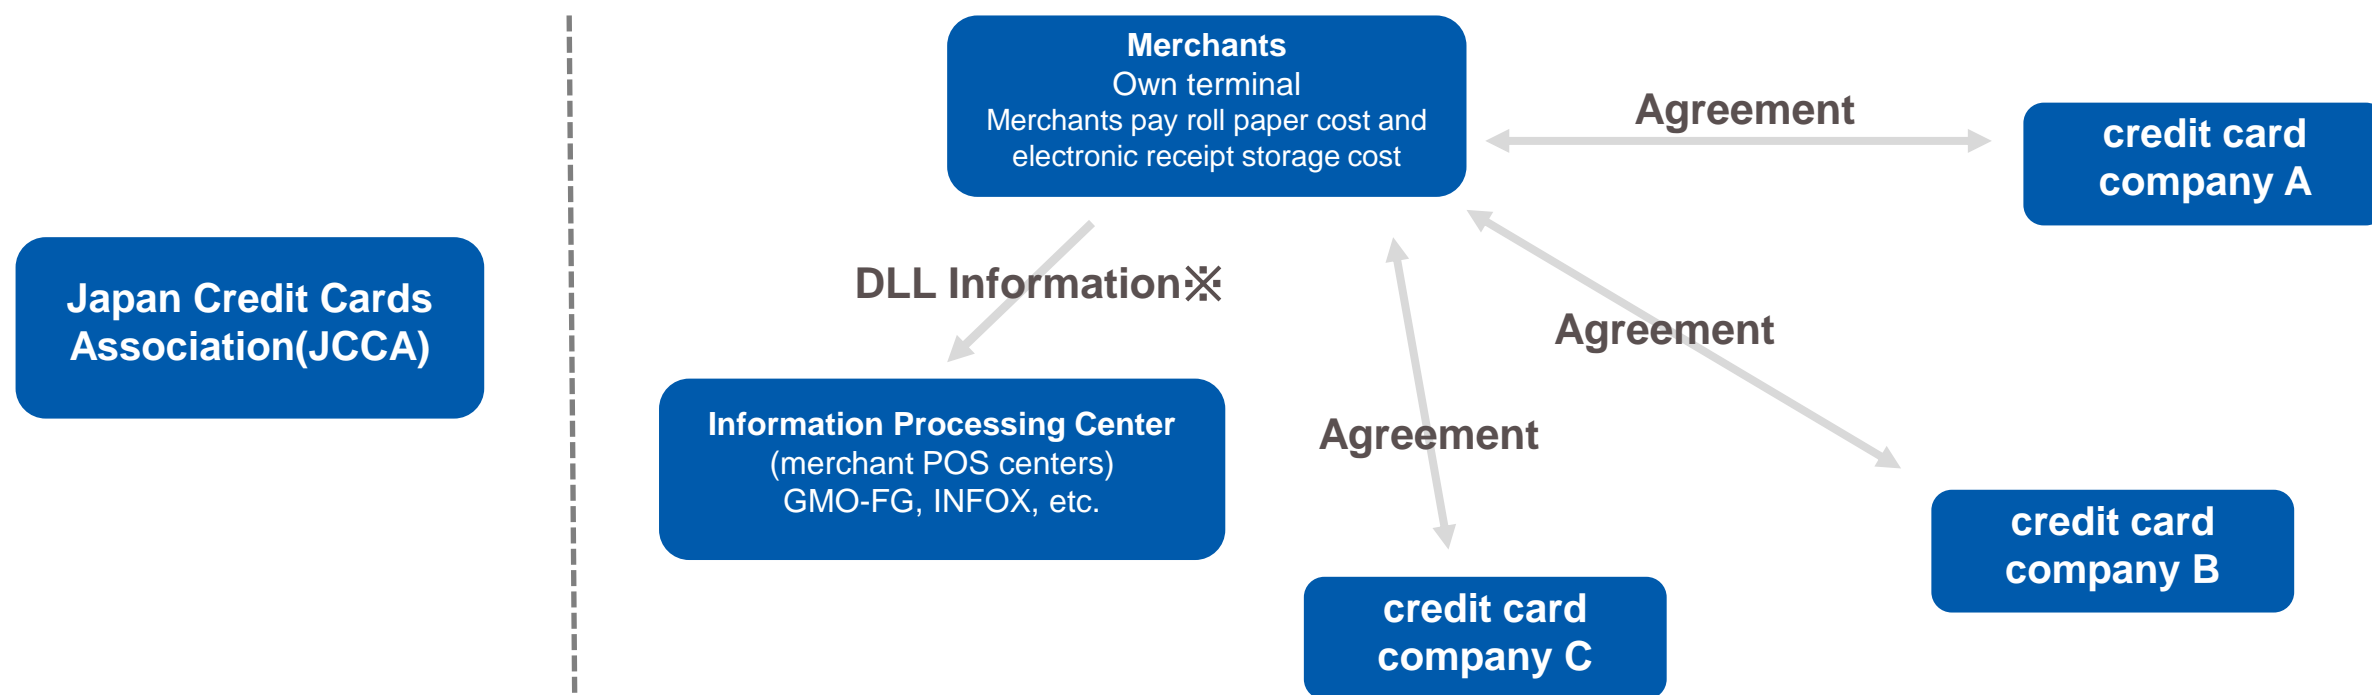 Merchants
Own terminal
Merchants pay roll paper cost and
electronic receipt storage cost
Agreement
credit card
company A
Japan Credit Cards
Association(JCCA)
DLL Information※
Agreement
Information Processing Center
(merchant POS centers)
GMO-FG, INFOX, etc.
Agreement
credit card
company B
credit card
company C